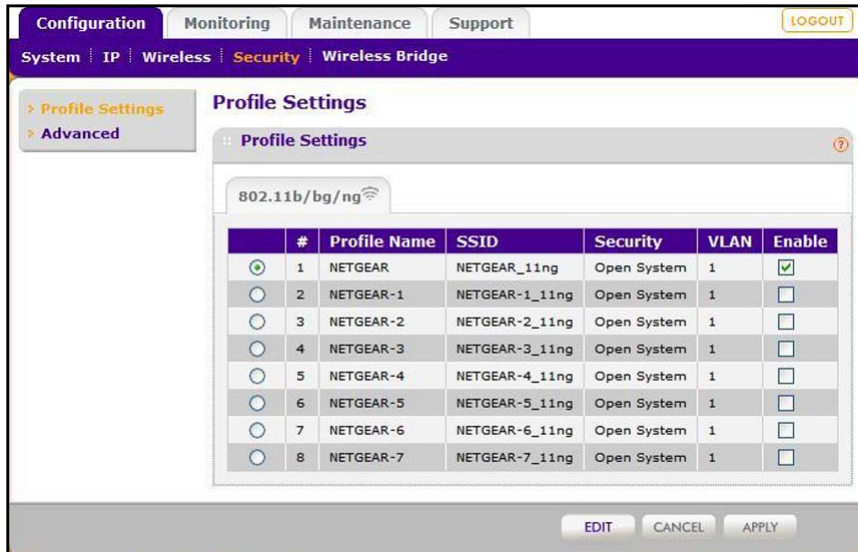 Configuration Monitoring Maintenance Support LOGOUT
System IP Wireless Security Wireless Bridge
Profile Settings
Advanced
Profile Settings
Profile Settings ?
802.11b/bg/ng
# Profile Name SSID Security VLAN Enable
1 NETGEAR NETGEAR_11ng Open System 1
2 NETGEAR-1 NETGEAR-1_11ng Open System 1
3 NETGEAR-2 NETGEAR-2_11ng Open System 1
4 NETGEAR-3 NETGEAR-3_11ng Open System 1
5 NETGEAR-4 NETGEAR-4_11ng Open System 1
6 NETGEAR-5 NETGEAR-5_11ng Open System 1
7 NETGEAR-6 NETGEAR-6_11ng Open System 1
8 NETGEAR-7 NETGEAR-7_11ng Open System 1
EDIT CANCEL APPLY